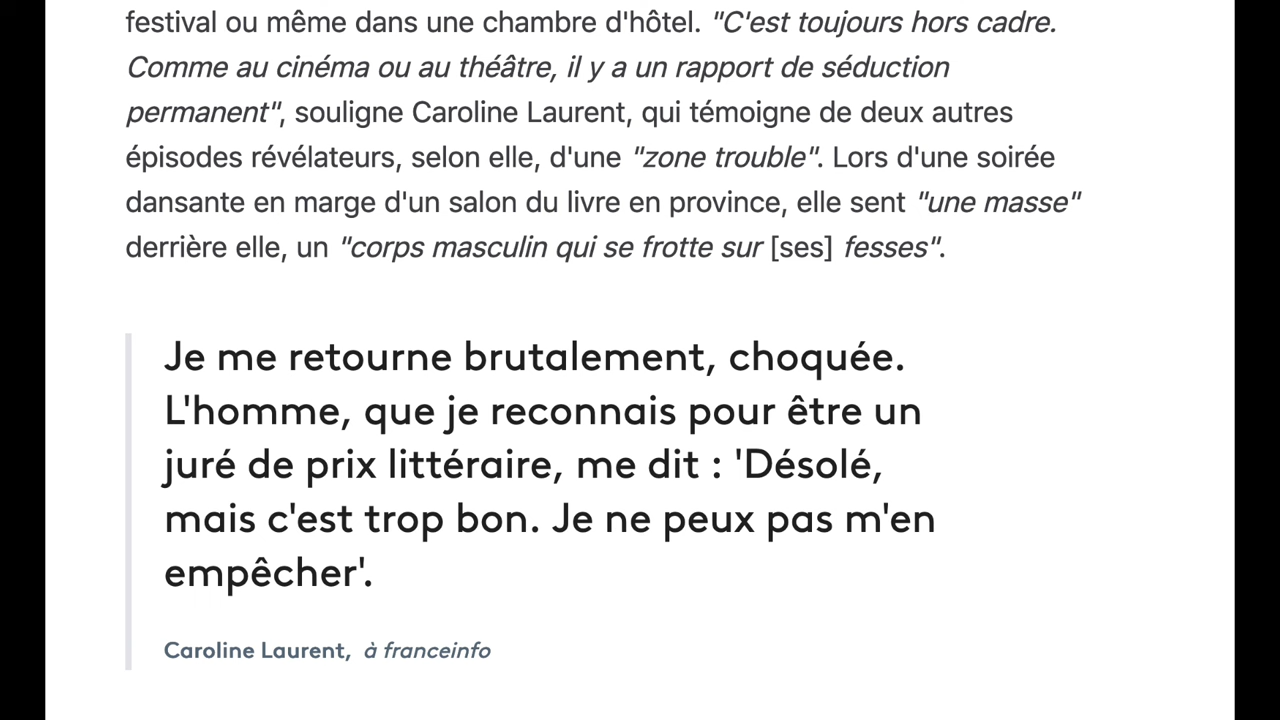 festival ou même dans une chambre d'hôtel. "C'est toujours hors cadre.
Comme au cinéma ou au théâtre, il y a un rapport de séduction
permanent", souligne Caroline Laurent, qui témoigne de deux autres
épisodes révélateurs, selon elle, d'une "zone trouble". Lors d'une soirée
dansante en marge d'un salon du livre en province, elle sent "une masse"
derrière elle, un "corps masculin qui se frotte sur [ses] fesses".
Je me retourne brutalement, choquée.
L'homme, que je reconnais pour être un
juré de prix littéraire, me dit : 'Désolé,
mais c'est trop bon. Je ne peux pas m'en
empêcher'.
Caroline Laurent, à franceinfo